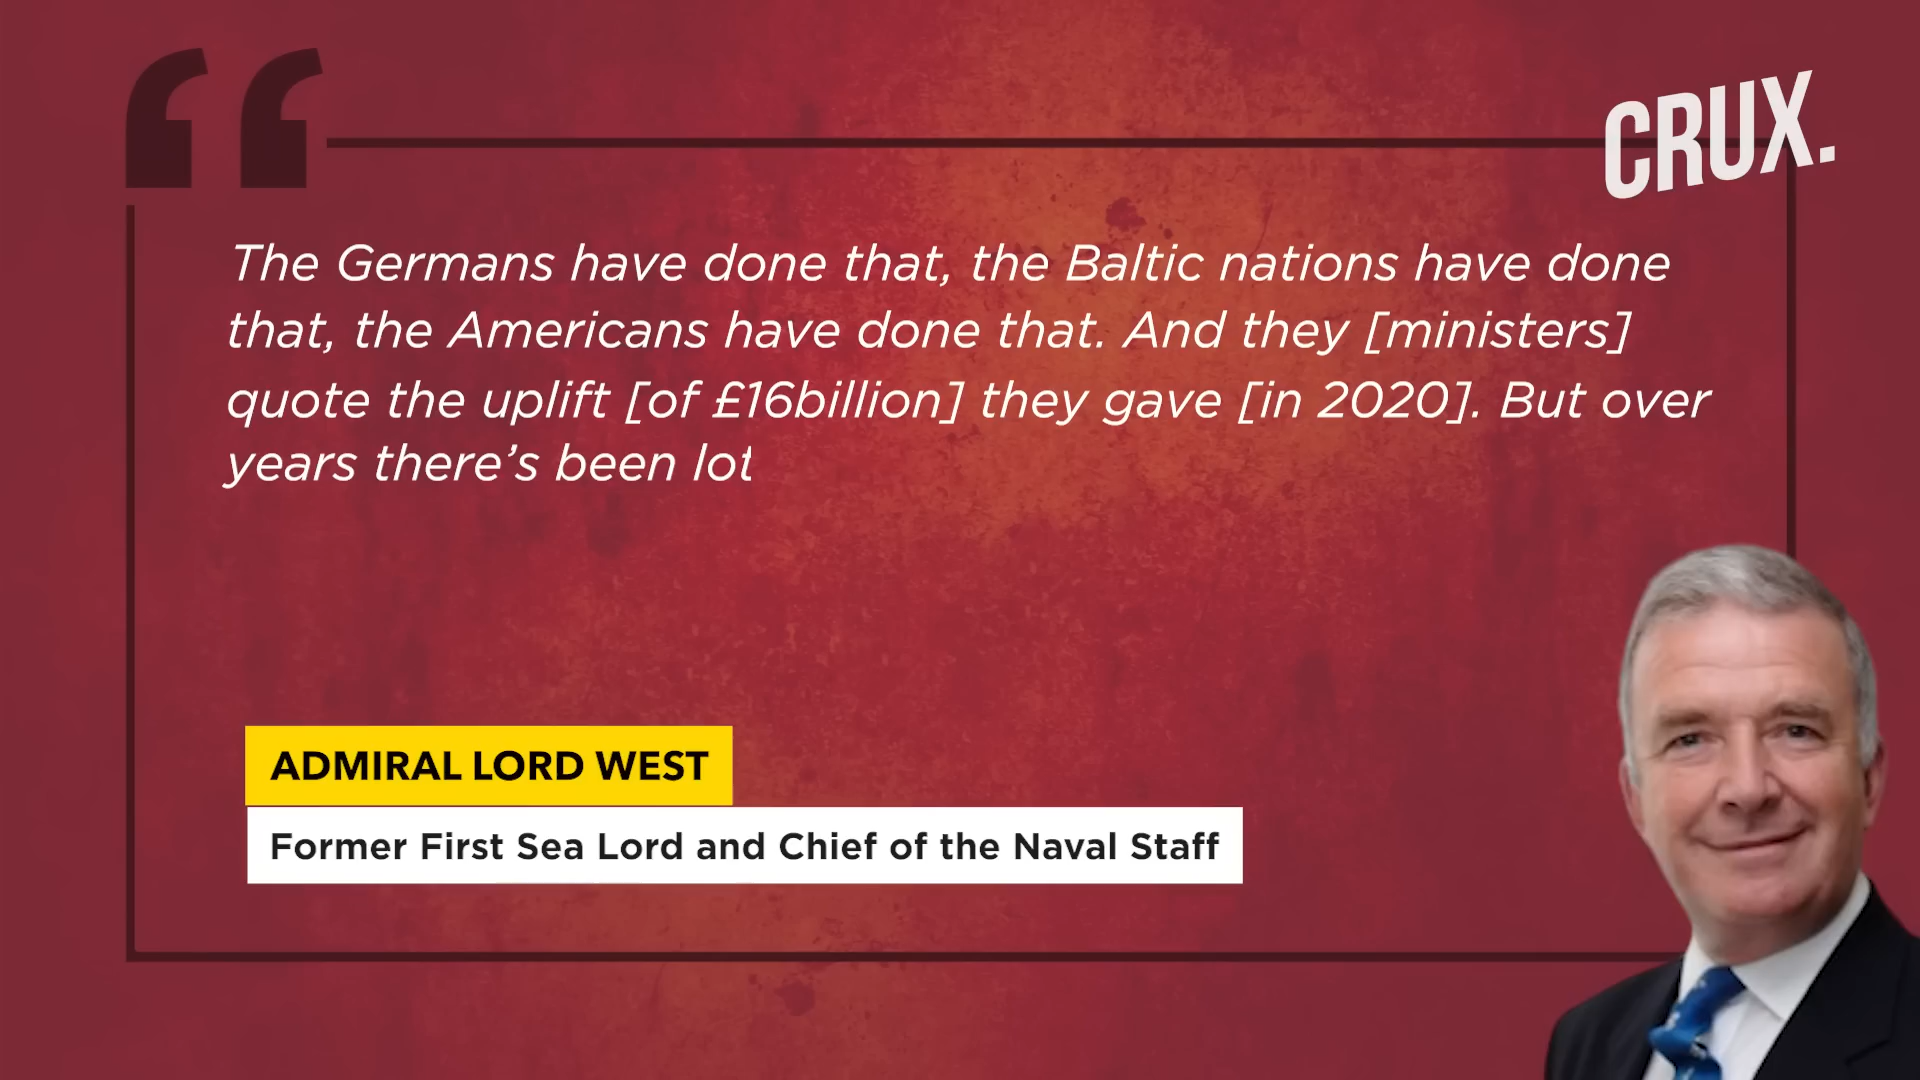 CRUX.
The Germans have done that, the Baltic nations have done
that, the Americans have done that. And they [ministers]
quote the uplift [of £16billion] they gave [in 2020]. But over
years there’s been lot
ADMIRAL LORD WEST
Former First Sea Lord and Chief of the Naval Staff